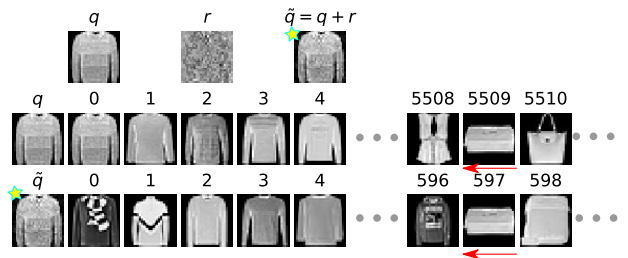 q r q̃ = q + r
q 0 1 2 3 4 5508 5509 5510
q̃ 0 1 2 3 4 596 597 598